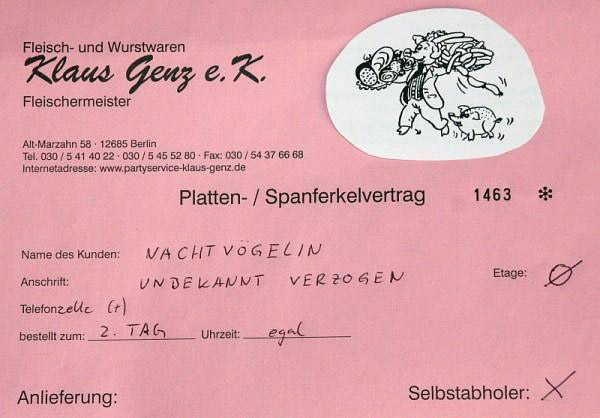 Fleisch- und Wurstwaren
Klaus Genz e.K.
Fleischermeister
Alt-Marzahn 58 · 12685 Berlin
Tel. 030 / 5 41 40 22 · 030 / 5 45 52 80 · Fax: 030 / 54 37 66 68
Internetadresse: www.partyservice-klaus-genz.de
Platten- / Spanferkelvertrag 1463 *
Name des Kunden: NACHTVÖGELIN
Anschrift: UNBEKANNT VERZOGEN Etage: Ø
Telefonzelle (+)
bestellt zum: 2. TAG Uhrzeit: egal
Anlieferung: Selbstabholer: X